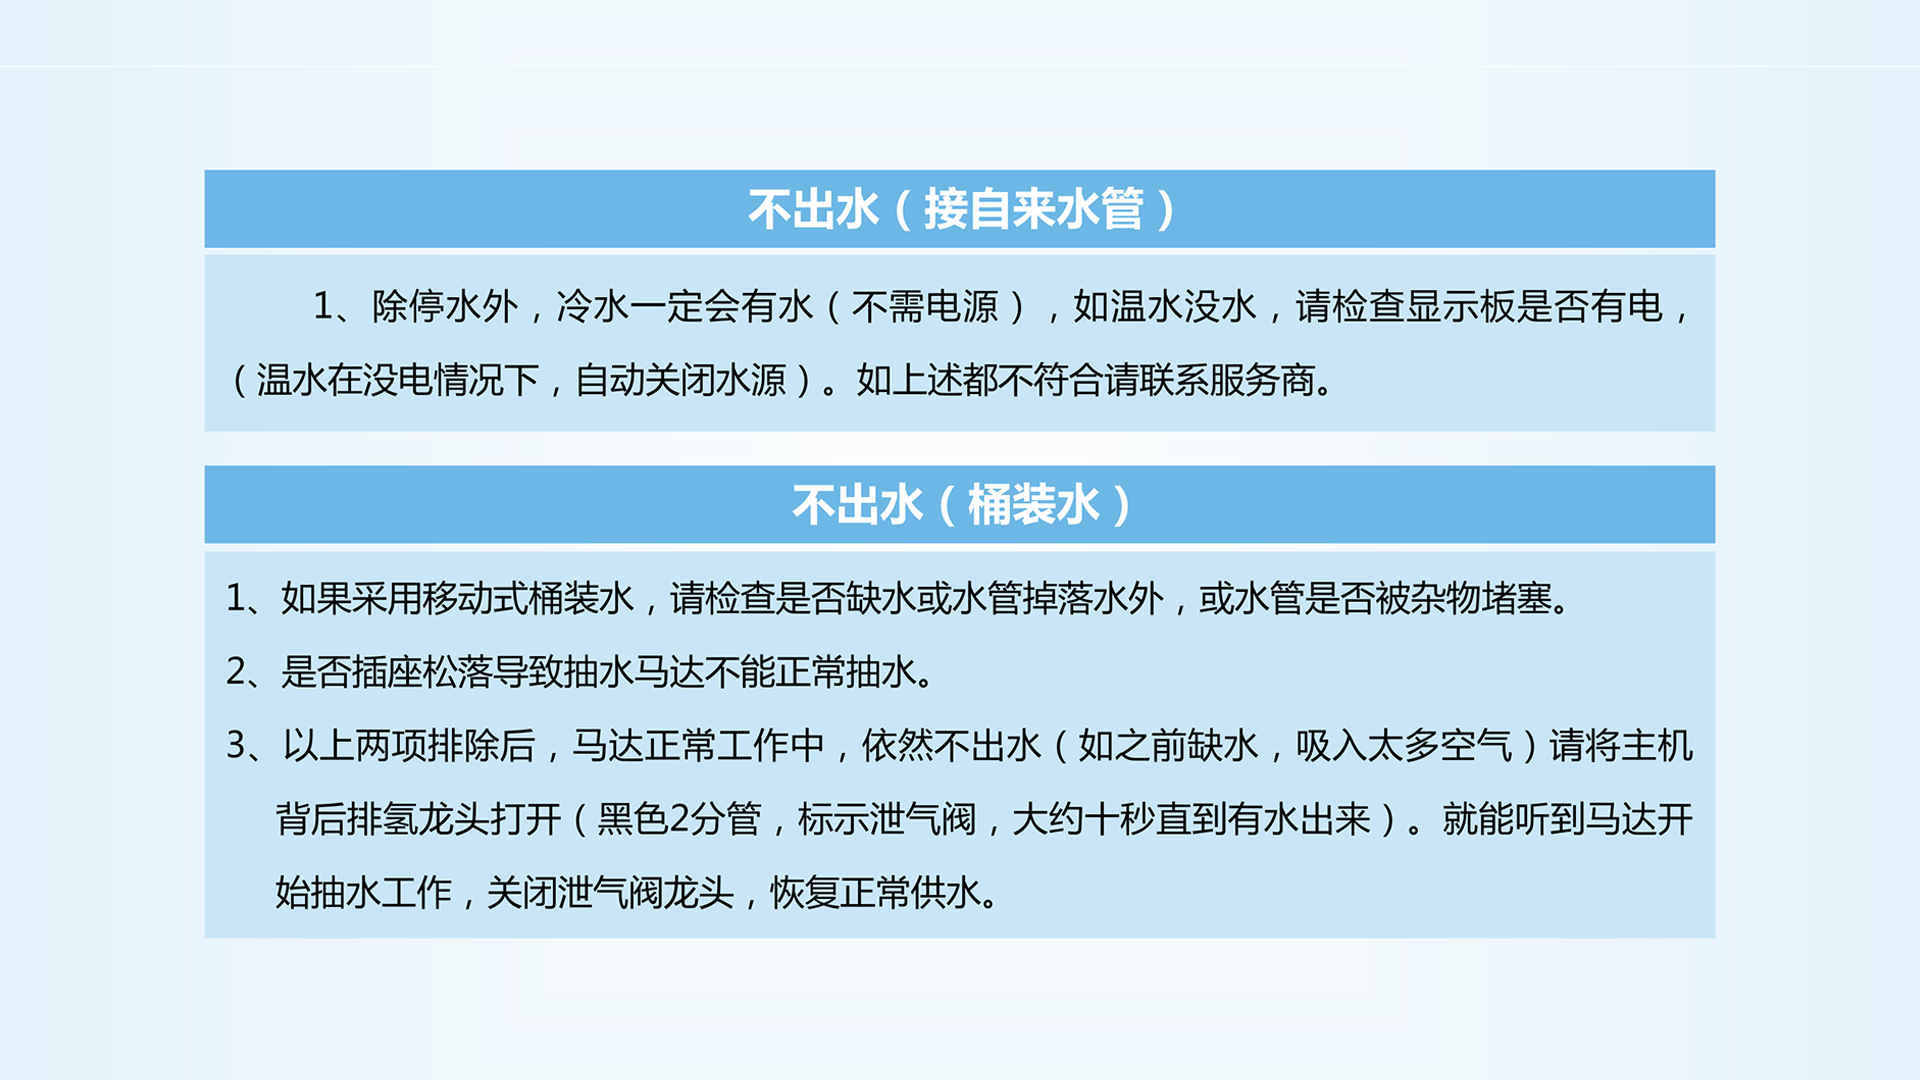 不出水（接自来水管）
1、除停水外，冷水一定会有水（不需电源），如温水没水，请检查显示板是否有电，
（温水在没电情况下，自动关闭水源）。如上述都不符合请联系服务商。
不出水（桶装水）
1、如果采用移动式桶装水，请检查是否缺水或水管掉落水外，或水管是否被杂物堵塞。
2、是否插座松落导致抽水马达不能正常抽水。
3、以上两项排除后，马达正常工作中，依然不出水（如之前缺水，吸入太多空气）请将主机
背后排氢龙头打开（黑色2分管，标示泄气阀，大约十秒直到有水出来）。就能听到马达开
始抽水工作，关闭泄气阀龙头，恢复正常供水。